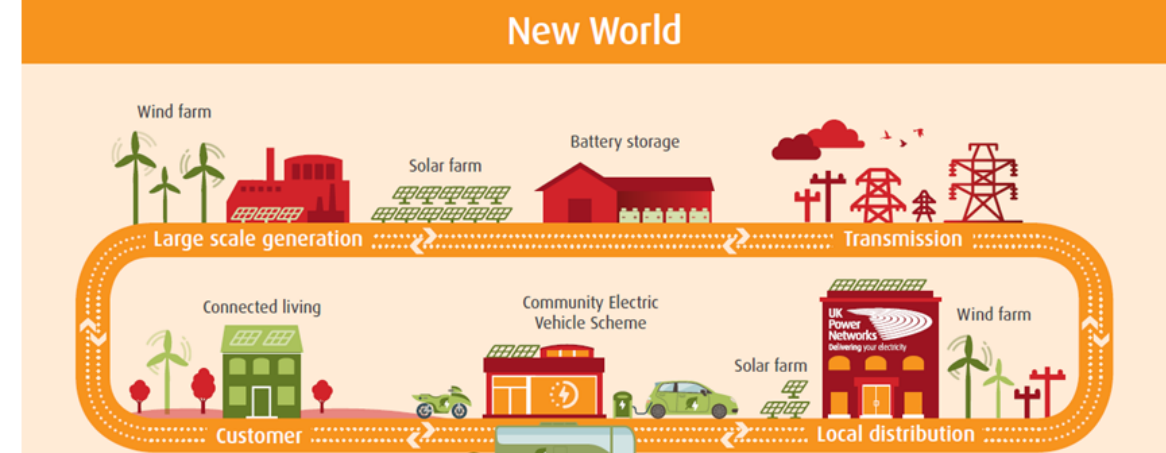 New World
Wind farm
Solar farm
Battery storage
Large scale generation
Transmission
Connected living
Community Electric
Vehicle Scheme
Solar farm
UK
Power
Networks
Delivering your electricity
Wind farm
Customer
Local distribution